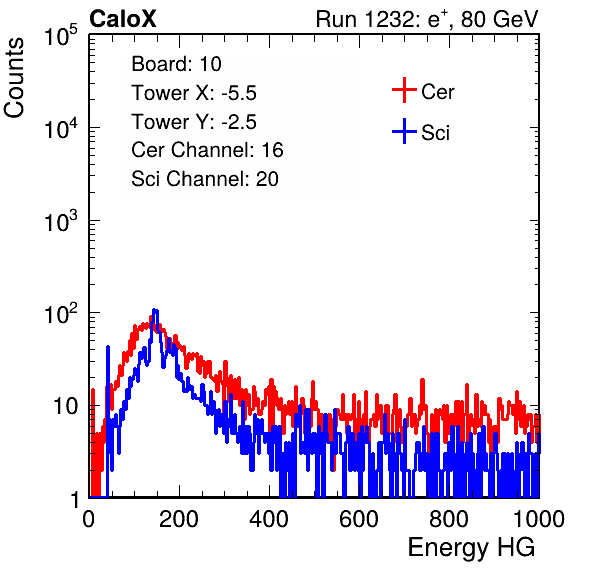 CaloX Run 1232: e⁺, 80 GeV
Board: 10
Tower X: -5.5
Tower Y: -2.5
Cer Channel: 16
Sci Channel: 20
Cer
Sci
Counts
10⁵
10⁴
10³
10²
10
1
0 200 400 600 800 1000
Energy HG